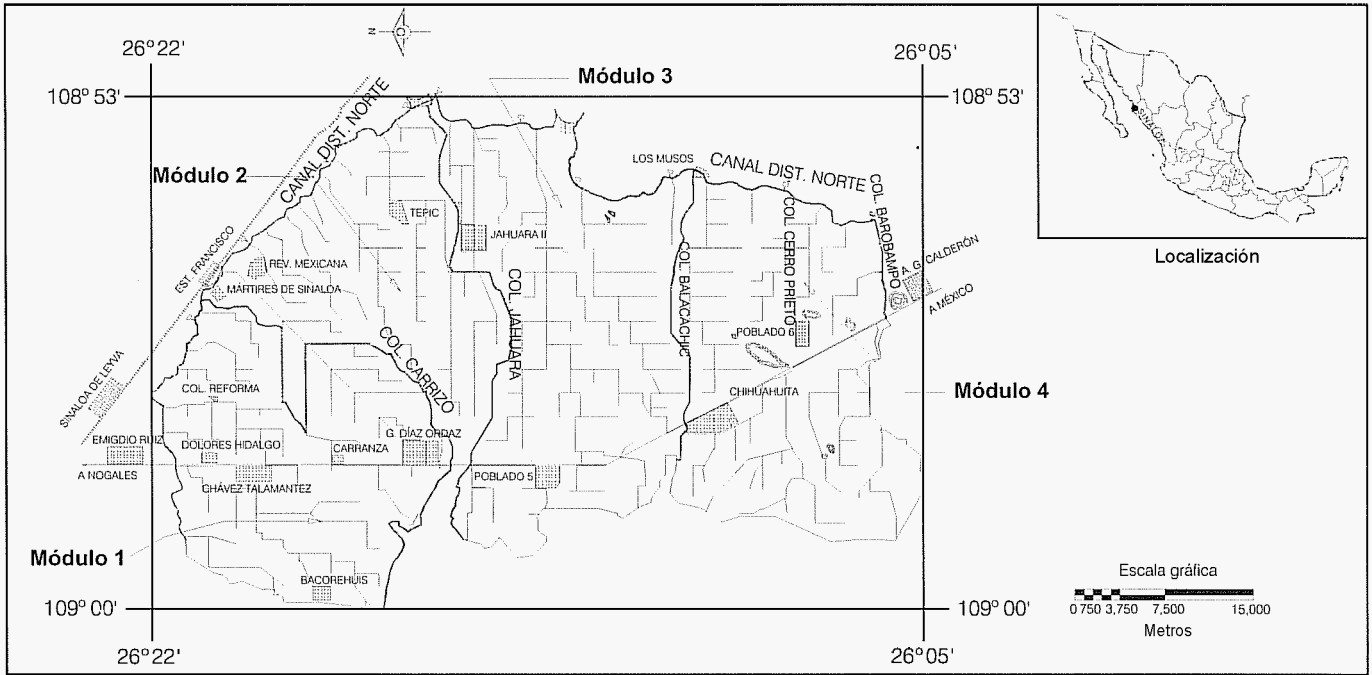 N
26° 22'
26° 05'
108° 53'
108° 53'
Módulo 3
CANAL DIST. NORTE
Módulo 2
LOS MUSOS
CANAL DIST. NORTE
COL. BAROBAMPO
TEPIC
JAHUARA II
COL. CERRO PRIETO
EST. FRANCISCO
REV. MEXICANA
MÁRTIRES DE SINALOA
COL. JAHUARA
COL. BALACACHIC
A. G. CALDERÓN
A MÉXICO
POBLADO 6
COL. CARRIZO
SINALOA DE LEYVA
COL. REFORMA
CHIHUAHUITA
Módulo 4
EMIGDIO RUIZ
DOLORES HIDALGO
CARRANZA
G. DÍAZ ORDAZ
A NOGALES
CHÁVEZ TALAMANTEZ
POBLADO 5
Módulo 1
BACOREHUIS
109° 00'
109° 00'
26° 22'
26° 05'
SINALOA
Localización
Escala gráfica
0 750 3,750 7,500 15,000
Metros